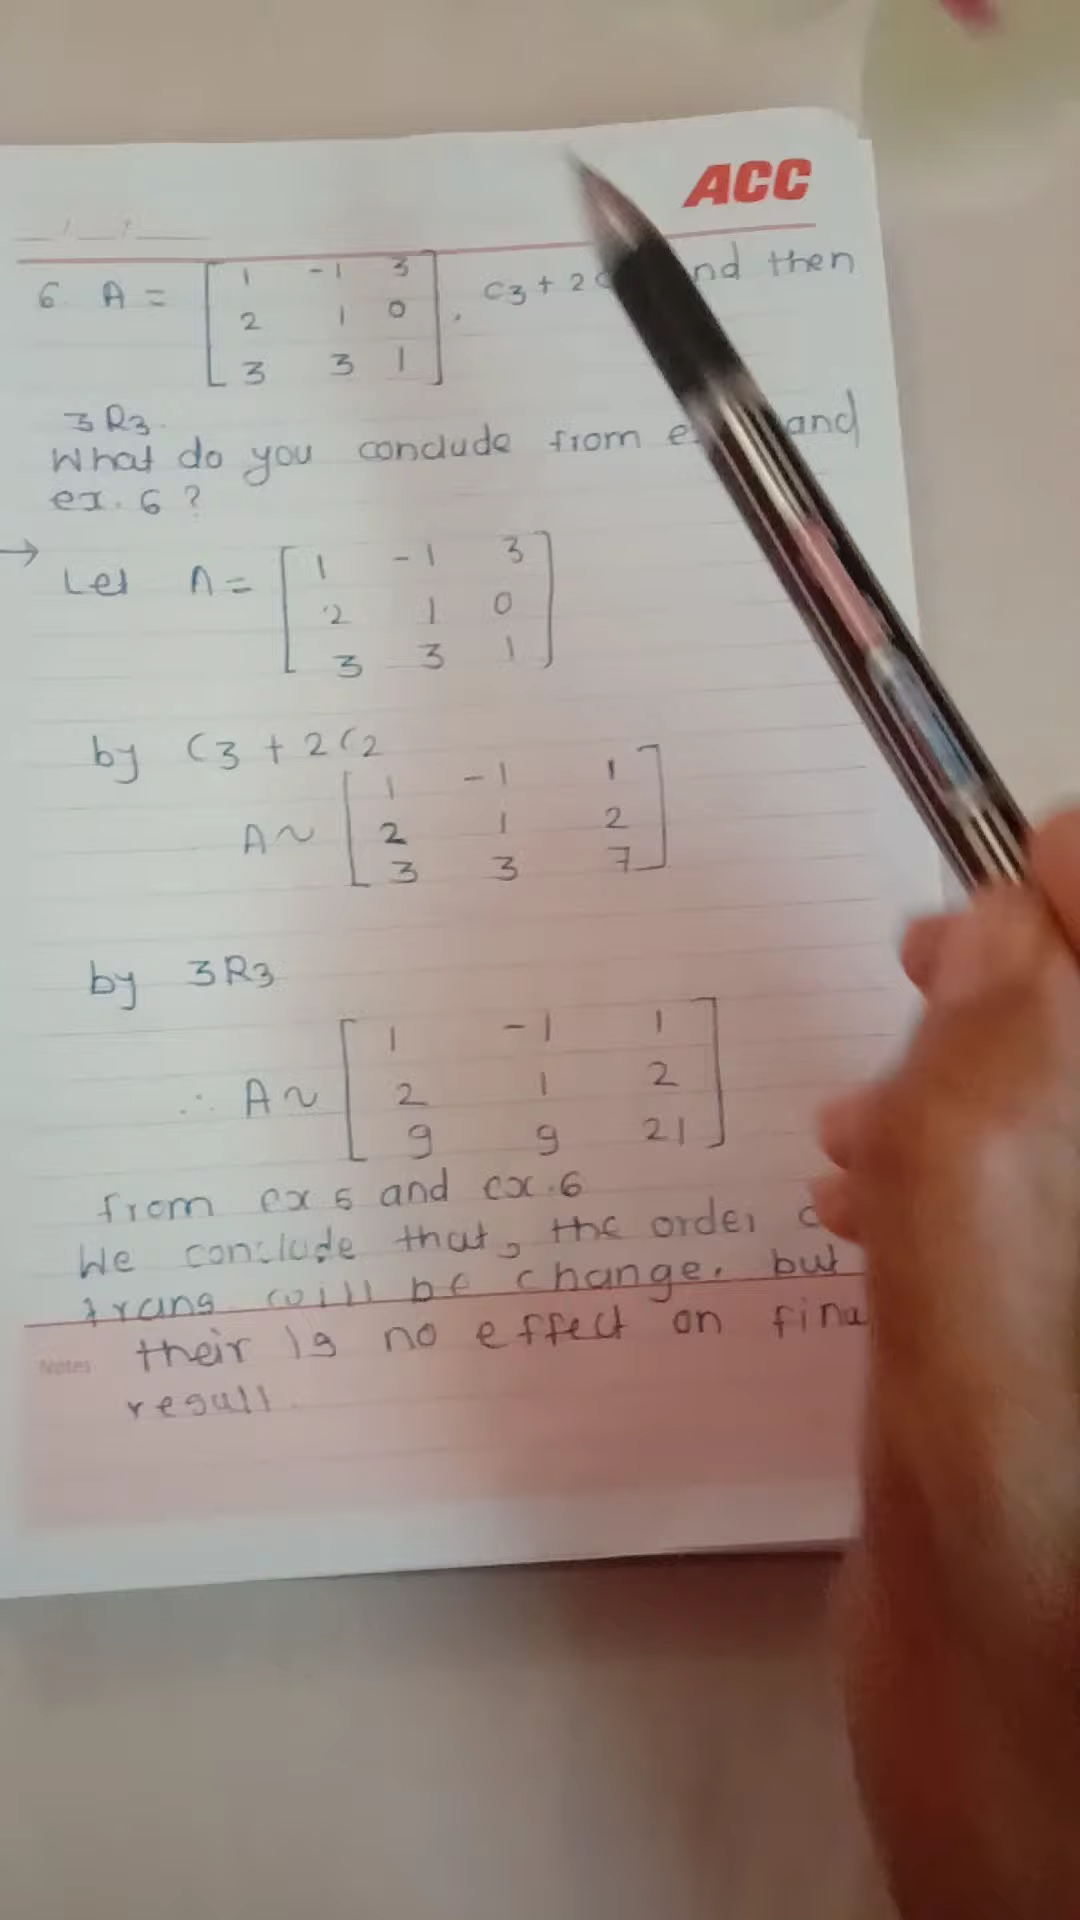 ACC
6. A = [ 1 -1 3 ] . C3 + 2C nd then
2 1 0
3 3 1
3R3.
What do you conclude from e and
ex. 6 ?
→ Let A = [ 1 -1 3 ]
2 1 0
3 3 1
by C3 + 2C2
A ~ [ 1 -1 1 ]
2 1 2
3 3 7
by 3R3
∴ A ~ [ 1 -1 1 ]
2 1 2
9 9 21
from ex 5 and ex.6
We conclude that, the order
trans will be change. but
Notes their is no effect on fina
result.